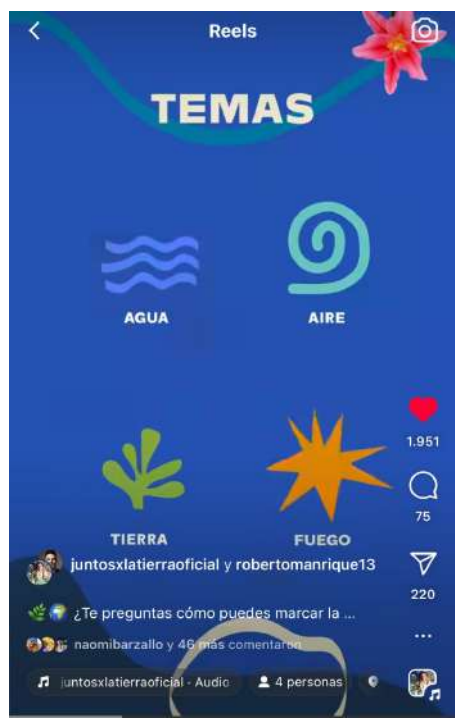 Reels
TEMAS
AGUA
AIRE
TIERRA
FUEGO
1.951
75
220
juntosxlatierraoficial y robertomanrique13
¿Te preguntas cómo puedes marcar la ...
naomibarzallo y 46 más comentaron
juntosxlatierraoficial - Audio
4 personas